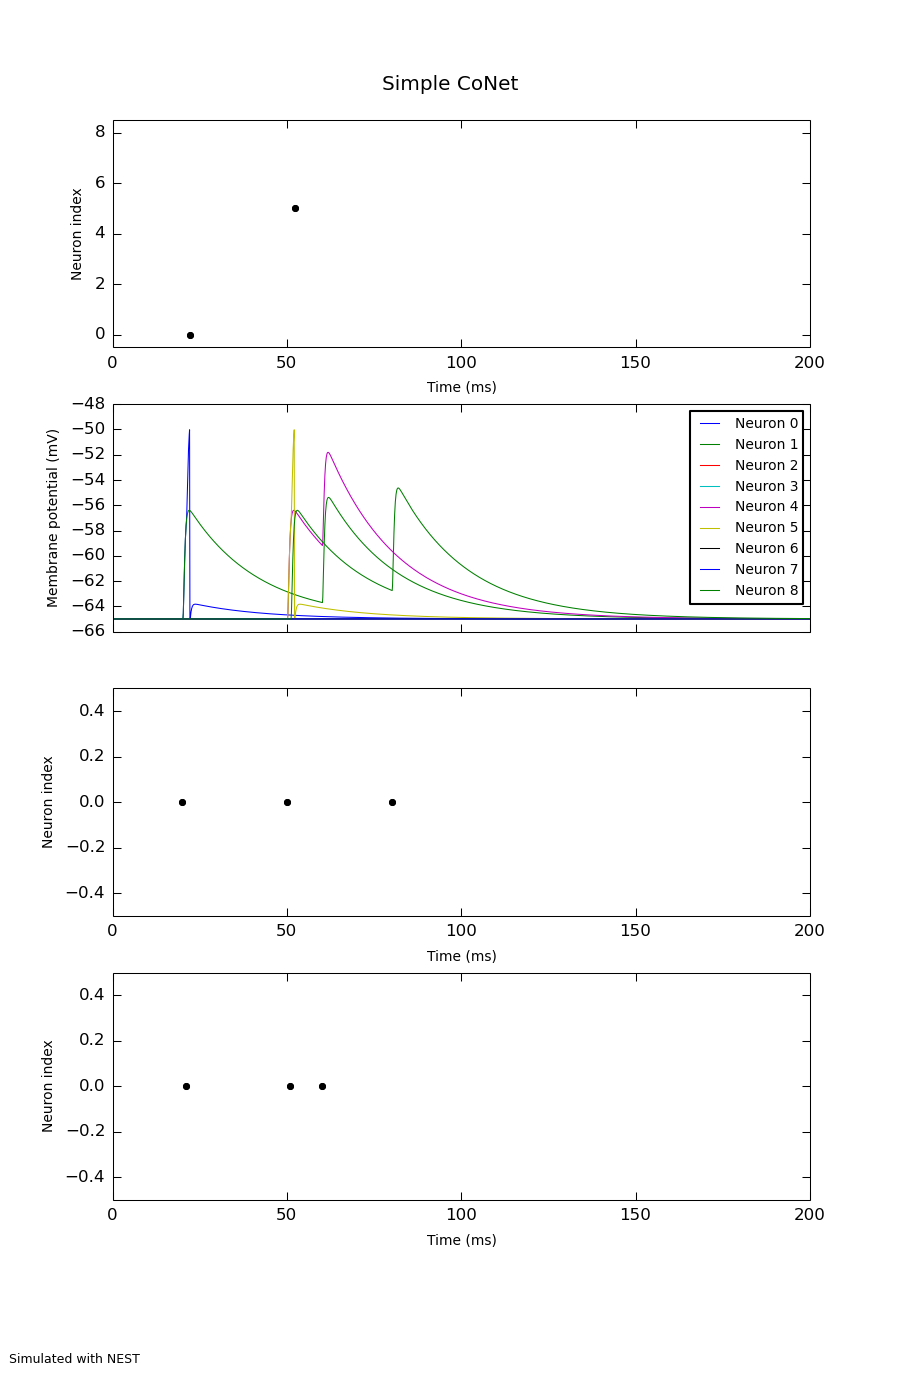 Simple CoNet
8
6
4
2
0
Neuron index
0 50 100 150 200
Time (ms)
−48
−50
−52
−54
−56
−58
−60
−62
−64
−66
Membrane potential (mV)
Neuron 0
Neuron 1
Neuron 2
Neuron 3
Neuron 4
Neuron 5
Neuron 6
Neuron 7
Neuron 8
0.4
0.2
0.0
−0.2
−0.4
Neuron index
0 50 100 150 200
Time (ms)
0.4
0.2
0.0
−0.2
−0.4
Neuron index
0 50 100 150 200
Time (ms)
Simulated with NEST